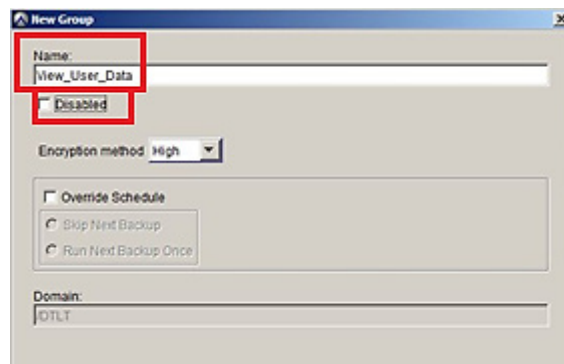 New Group
Name:
View_User_Data
Disabled
Encryption method High
Override Schedule
Skip Next Backup
Run Next Backup Once
Domain:
/DTLT